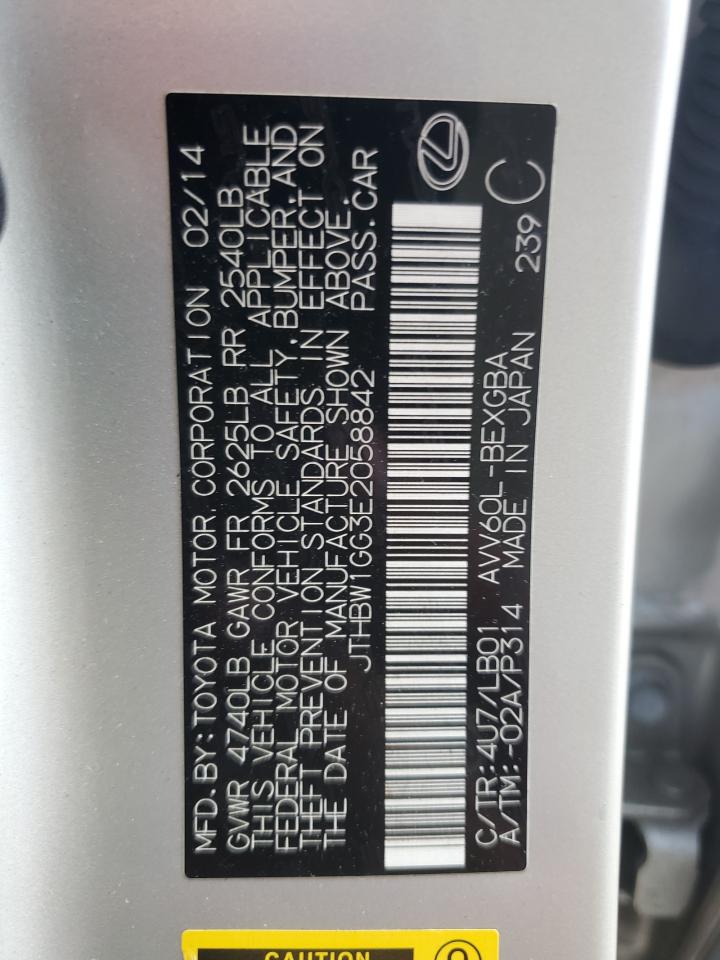 MFD.BY:TOYOTA MOTOR CORPORATION 02/14
GVWR 4740LB GAWR FR 2625LB RR 2540LB
THIS VEHICLE CONFORMS TO ALL APPLICABLE
FEDERAL MOTOR VEHICLE SAFETY,BUMPER,AND
THEFT PREVENTION STANDARDS IN EFFECT ON
THE DATE OF MANUFACTURE SHOWN ABOVE.
JTHBW1GG3E2058842 PASS.CAR
C/TR:4U7/LB01 AVV60L-BEXGBA 239 C
A/TM:-02A/P314 MADE IN JAPAN
CAUTION